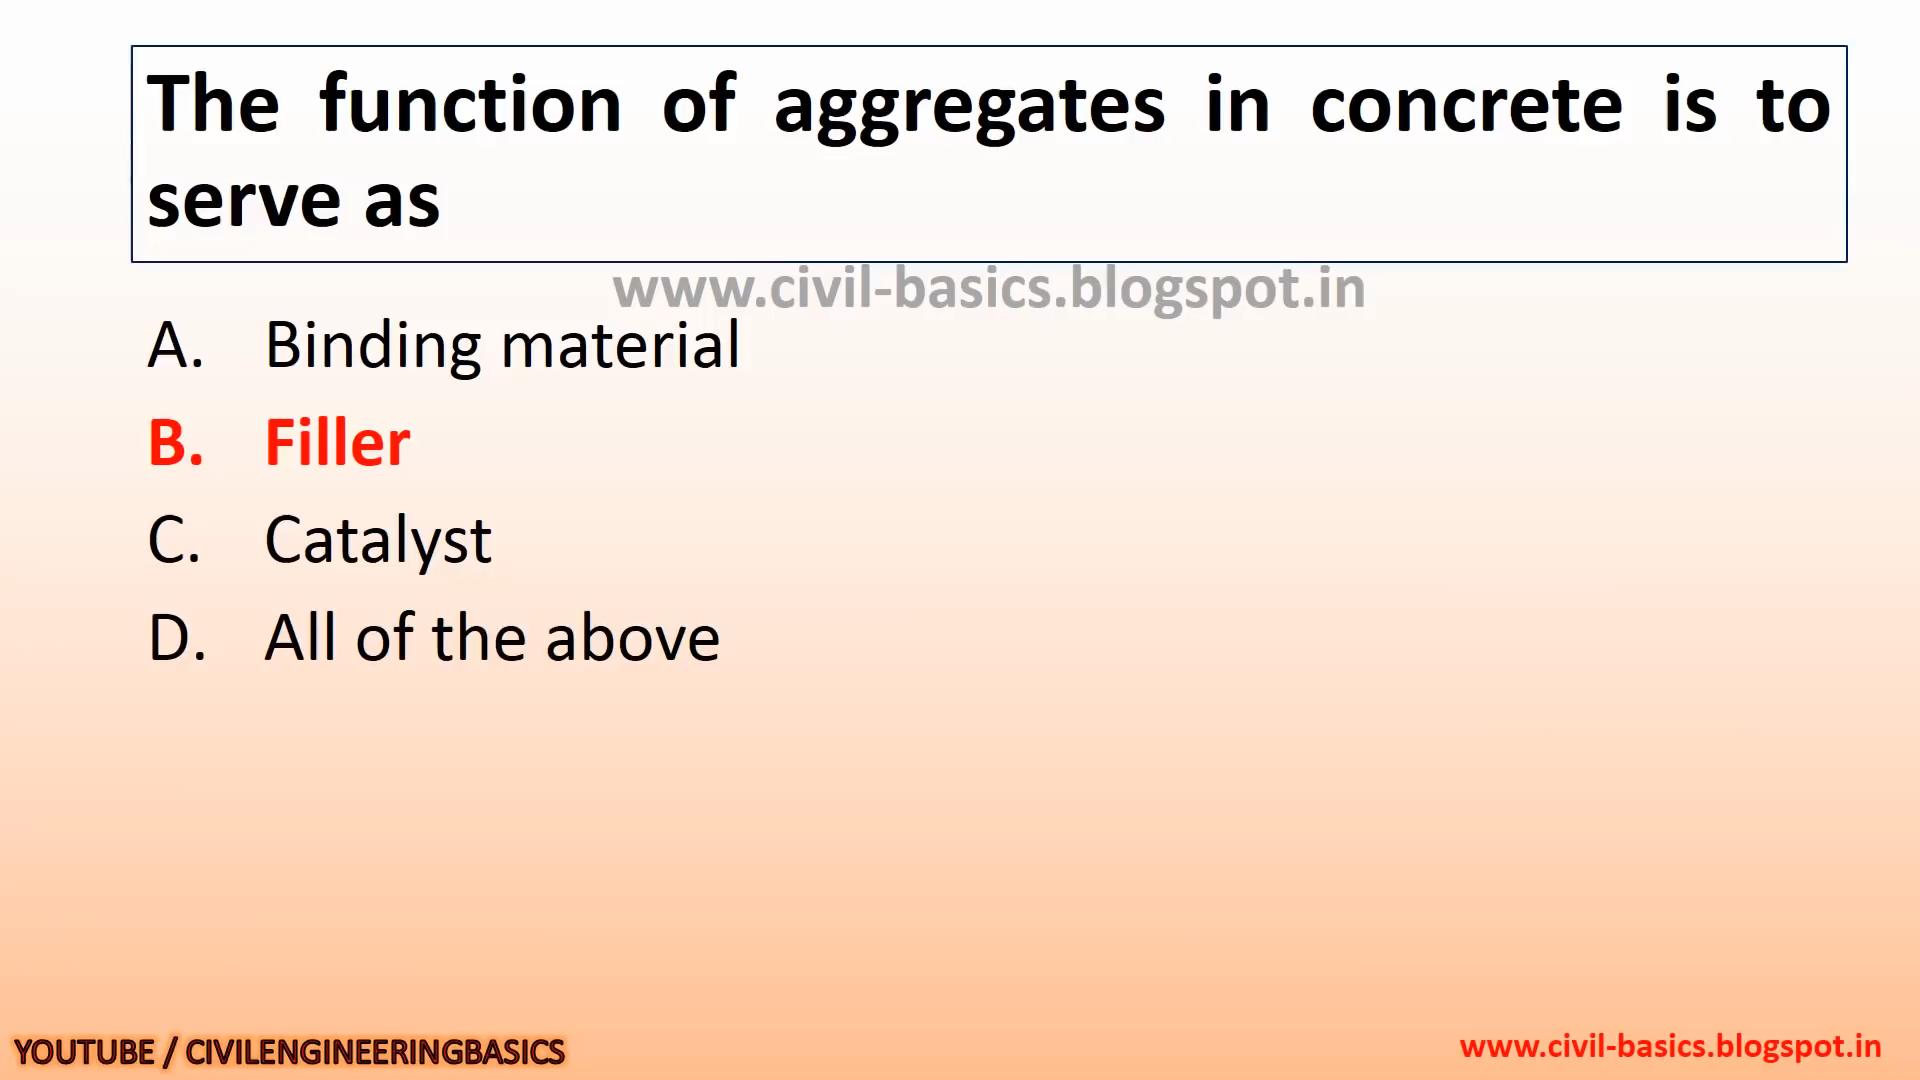 The function of aggregates in concrete is to
serve as
www.civil-basics.blogspot.in
A. Binding material
B. Filler
C. Catalyst
D. All of the above
YOUTUBE / CIVILENGINEERINGBASICS
www.civil-basics.blogspot.in